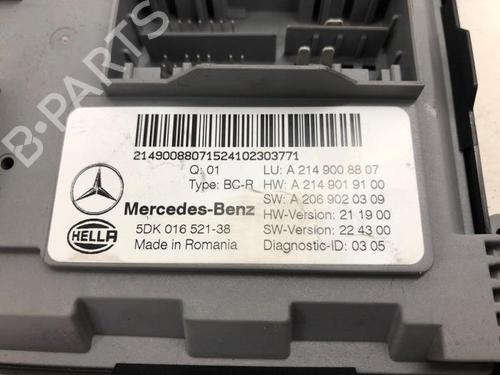 21490088071524102303771
Q. 01 LU: A 214 900 88 07
Type: BC-R HW: A 214 901 91 00
Mercedes-Benz SW: A 206 902 03 09
HW-Version: 21 19 00
HELLA 5DK 016 521-38 SW-Version: 22 43 00
Made in Romania Diagnostic-ID: 03 05